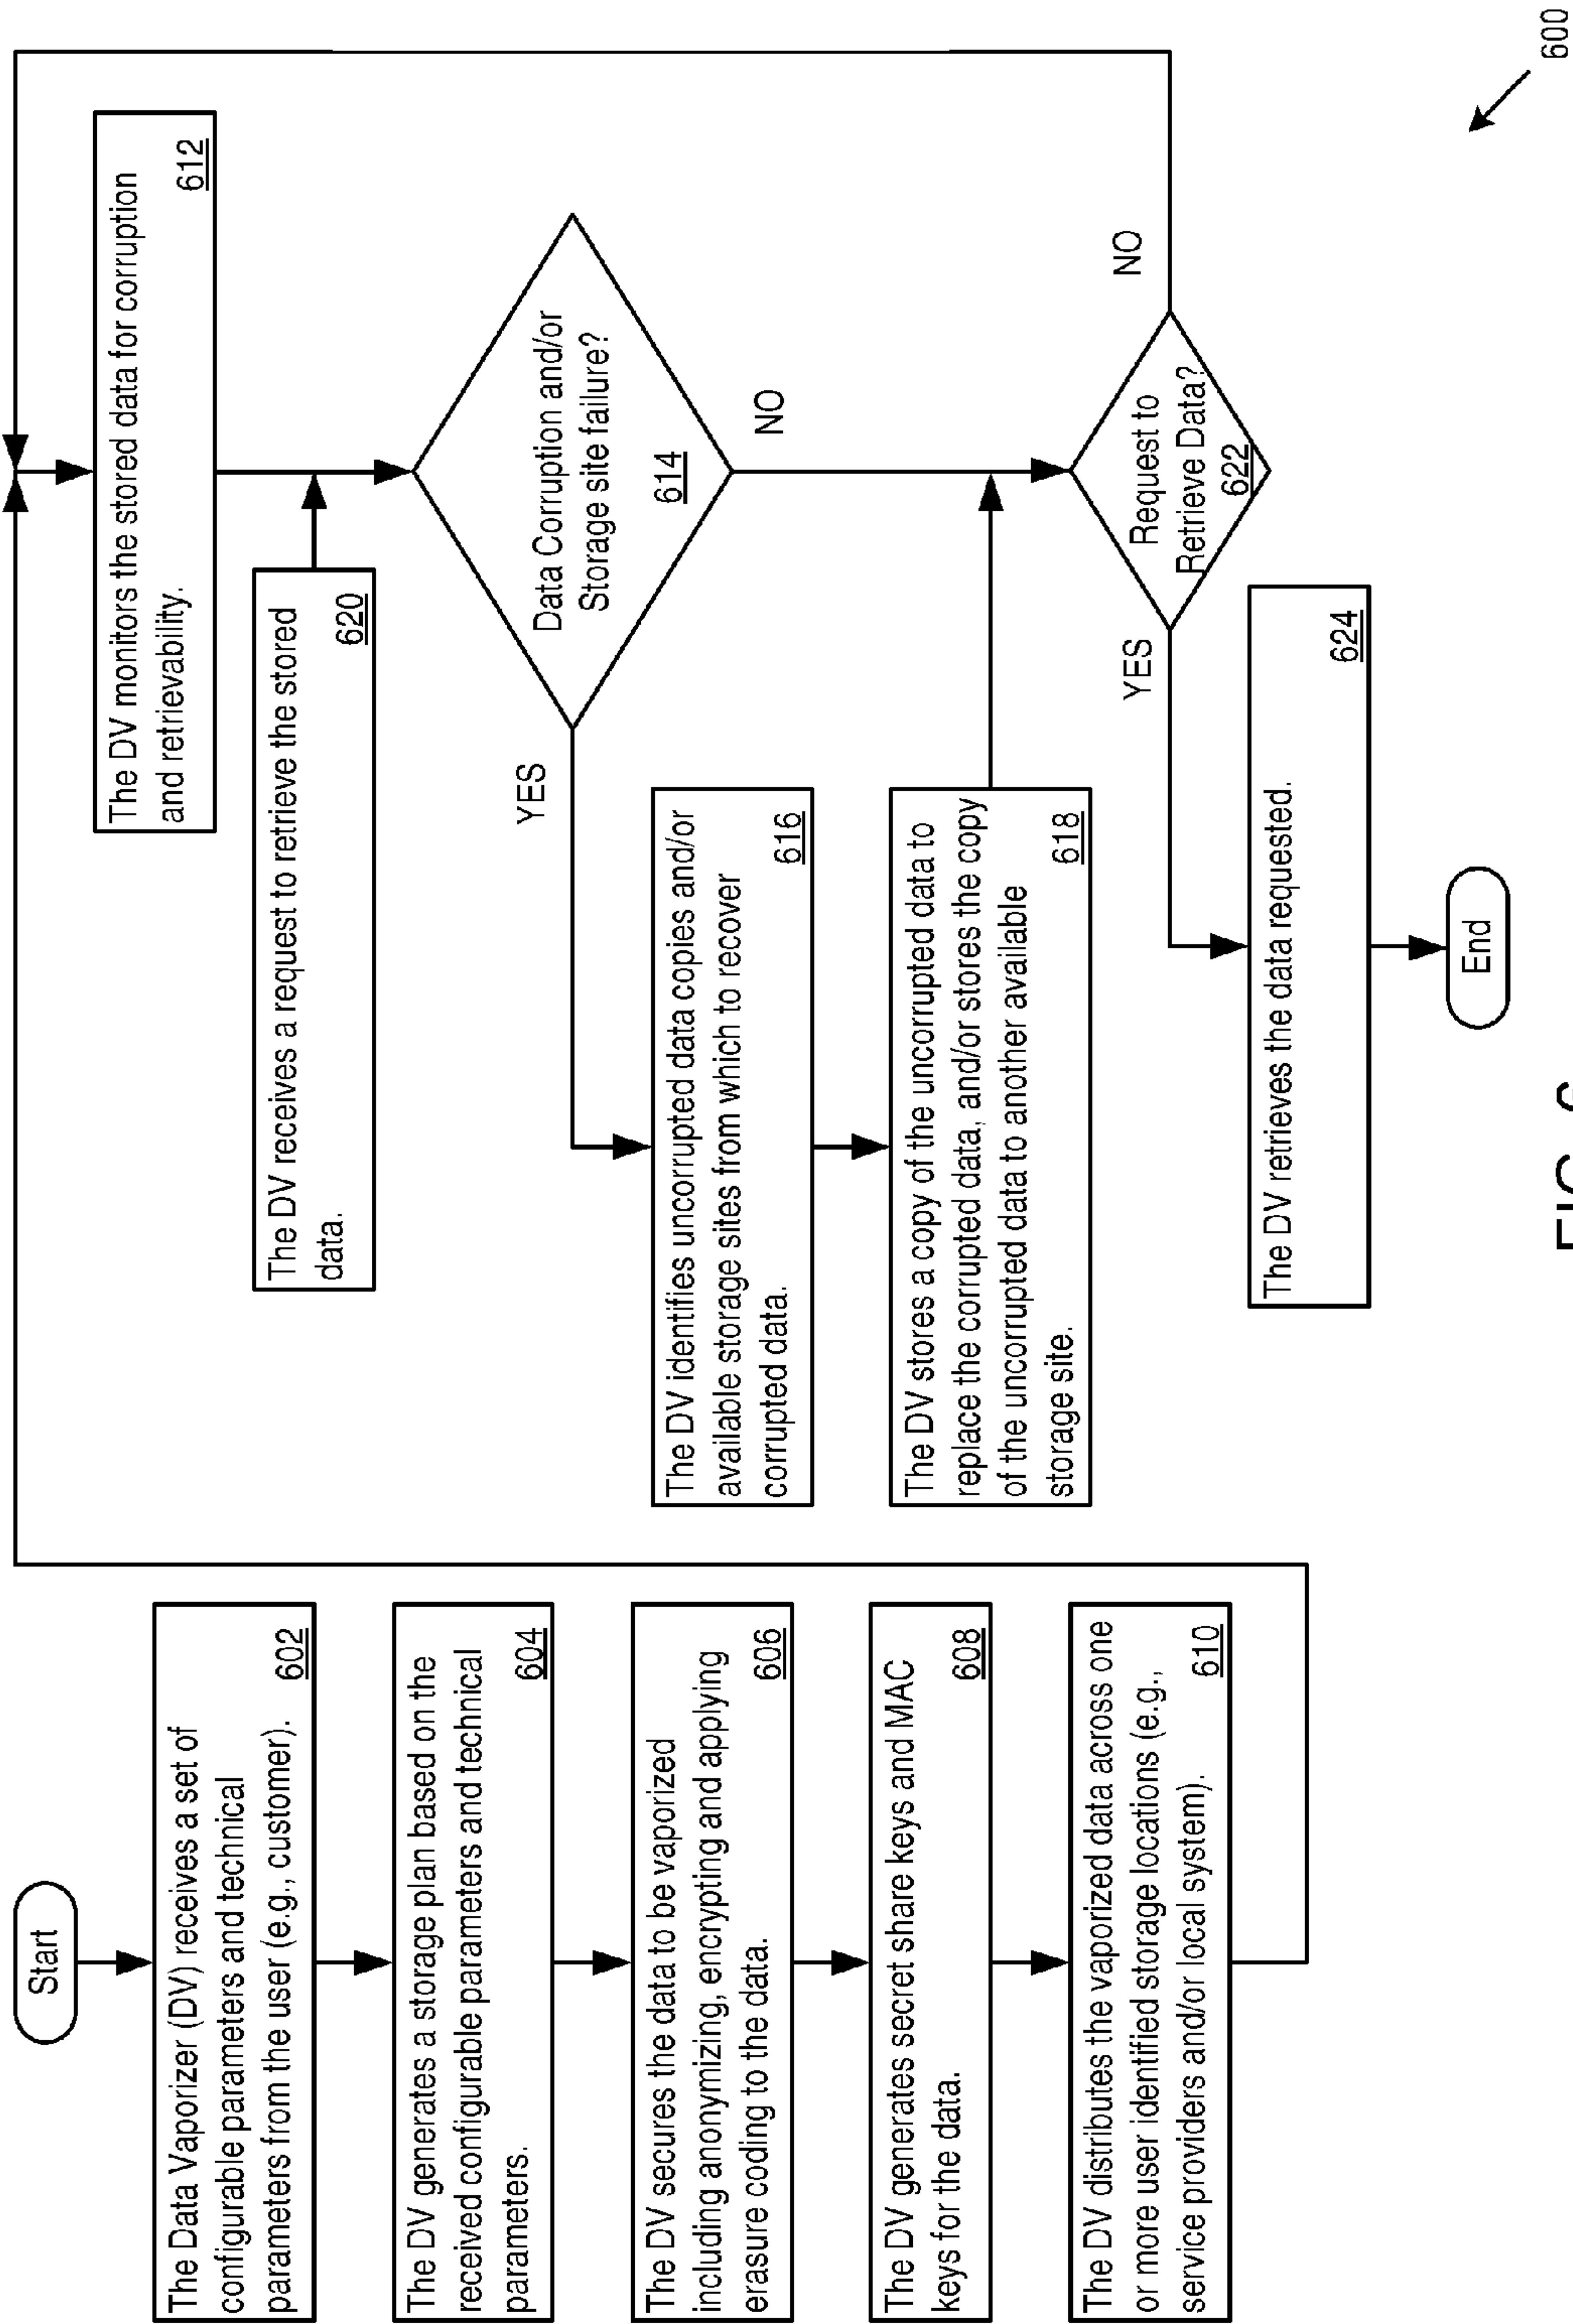 Start
The Data Vaporizer (DV) receives a set of
configurable parameters and technical
parameters from the user (e.g., customer). 602
The DV generates a storage plan based on the
received configurable parameters and technical
parameters. 604
The DV secures the data to be vaporized
including anonymizing, encrypting and applying
erasure coding to the data. 606
The DV generates secret share keys and MAC
keys for the data. 608
The DV distributes the vaporized data across one
or more user identified storage locations (e.g.,
service providers and/or local system). 610
The DV monitors the stored data for corruption
and retrievability. 612
The DV receives a request to retrieve the stored
data. 620
Data Corruption and/or
Storage site failure?
614
YES
NO
The DV identifies uncorrupted data copies and/or
available storage sites from which to recover
corrupted data. 616
The DV stores a copy of the uncorrupted data to
replace the corrupted data, and/or stores the copy
of the uncorrupted data to another available
storage site. 618
Request to
Retrieve Data?
622
YES
NO
The DV retrieves the data requested.
624
End
600